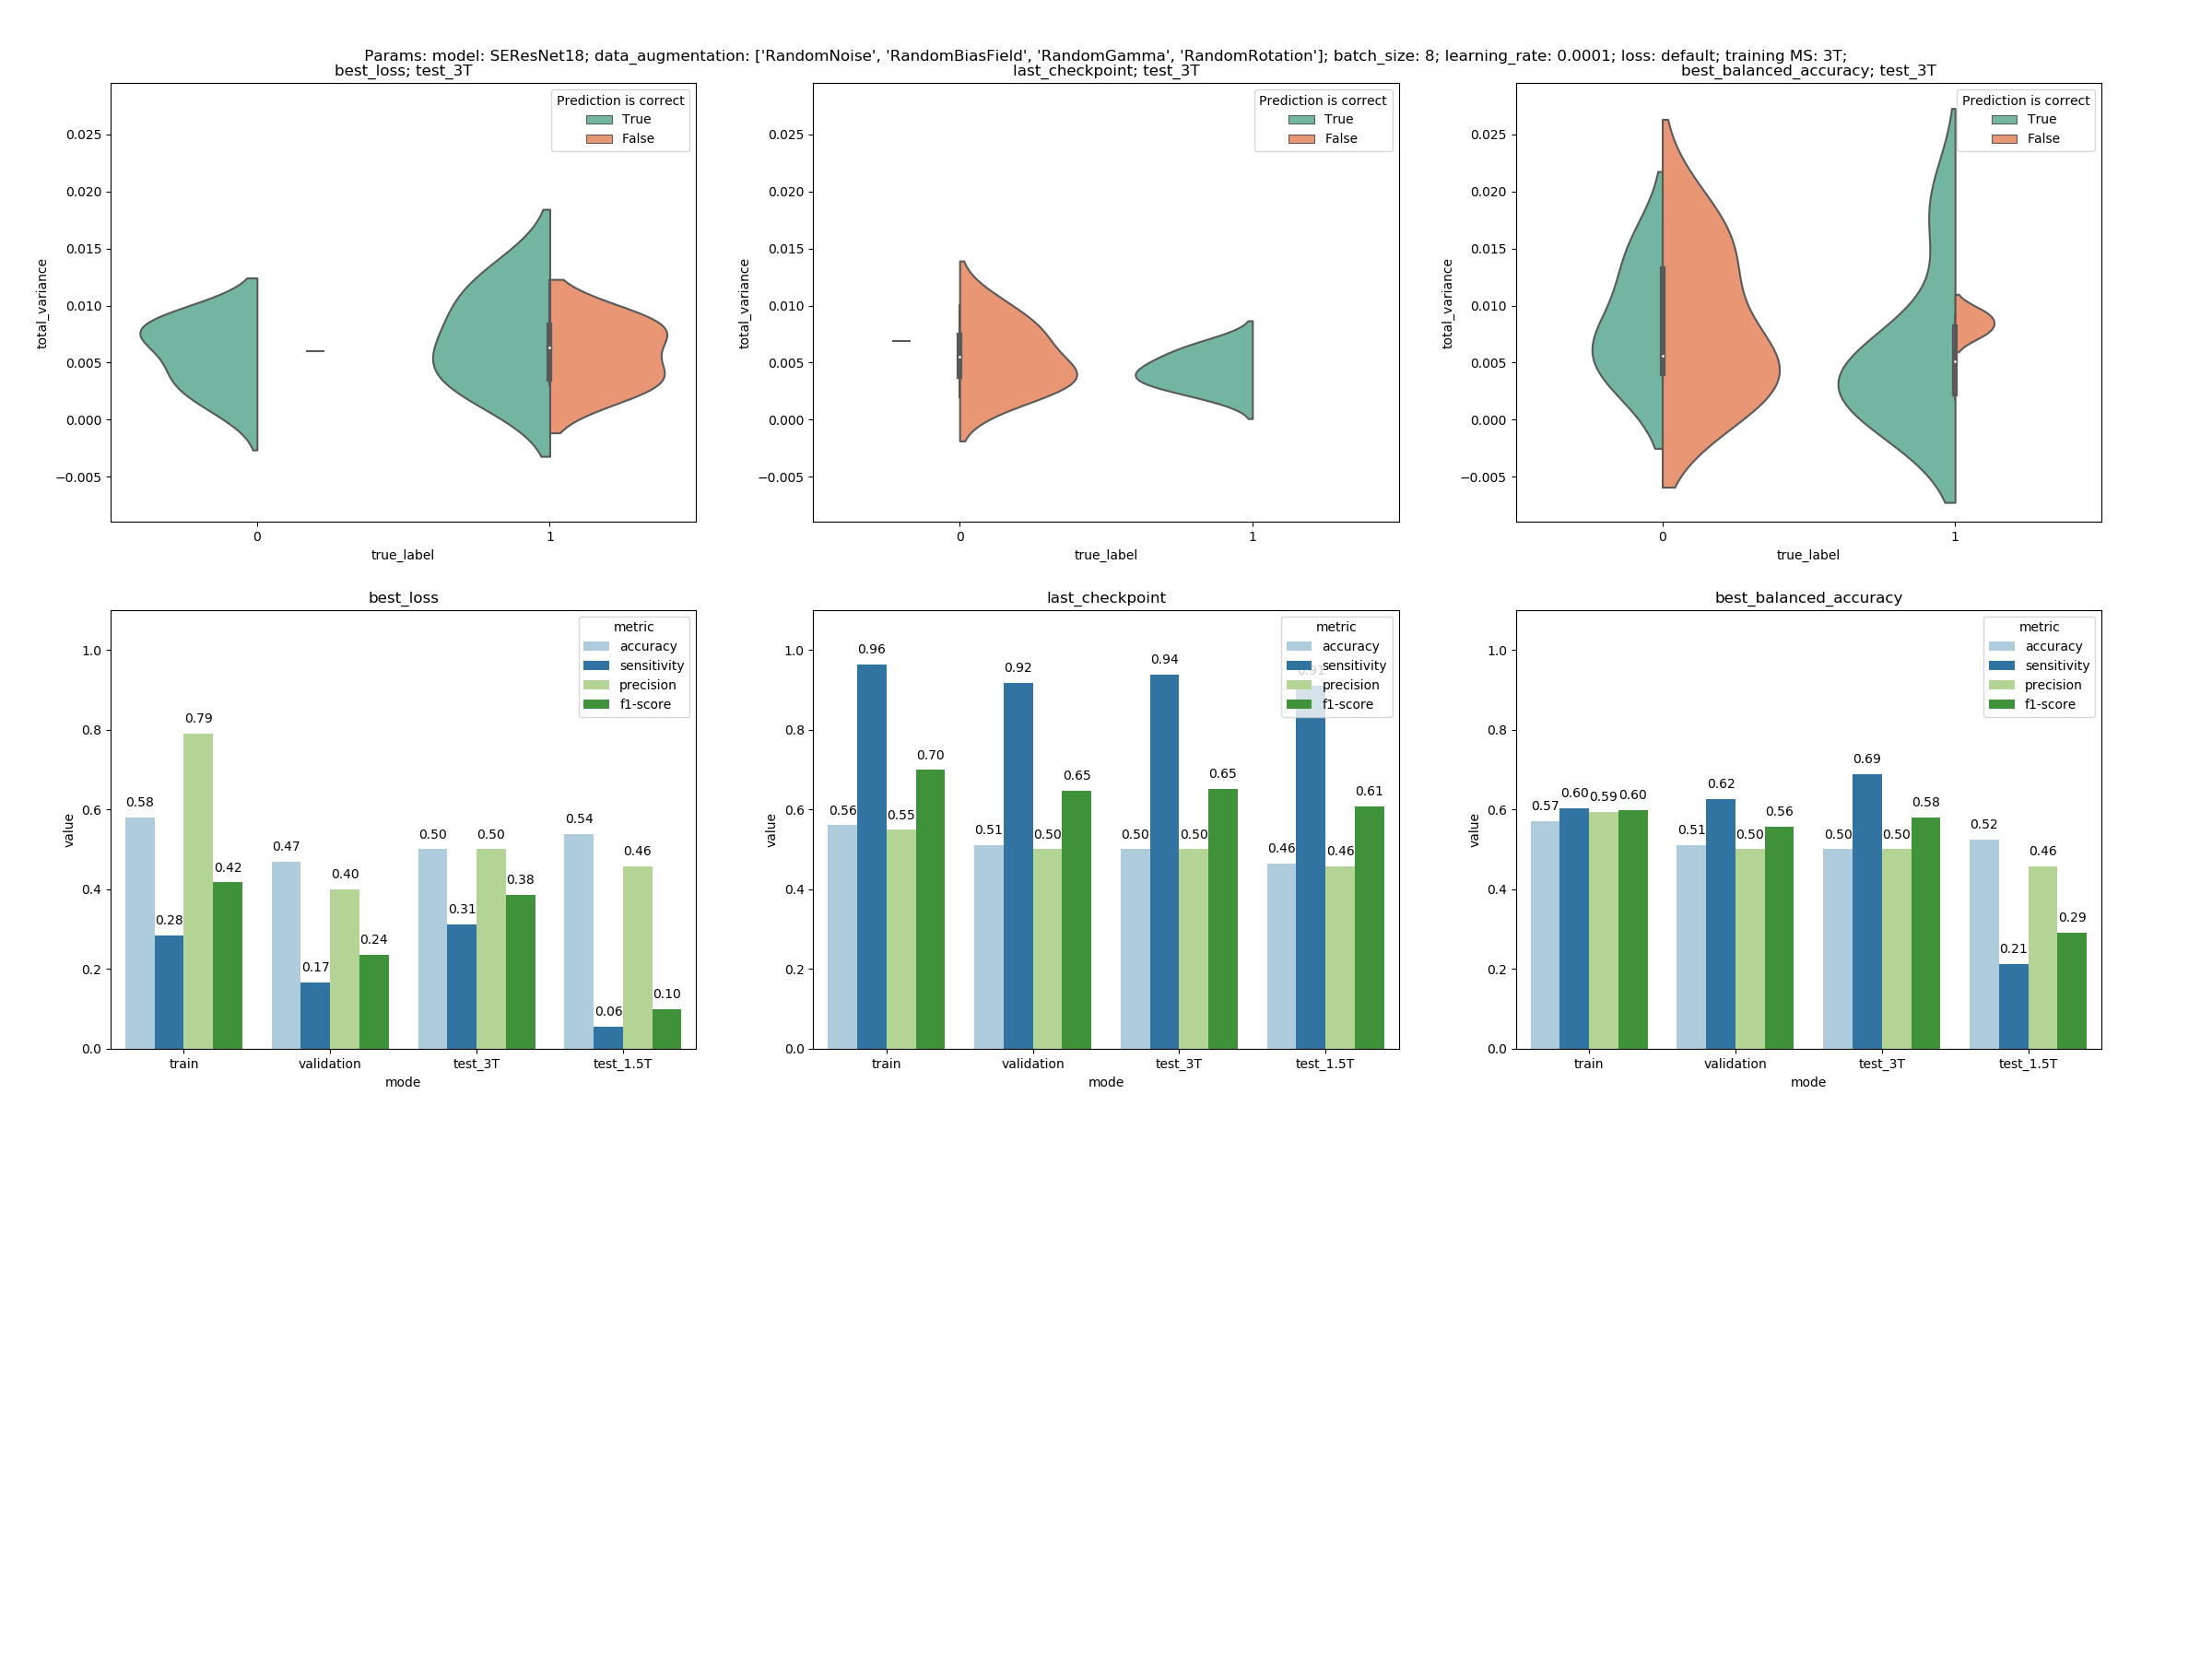 Params: model: SEResNet18; data_augmentation: ['RandomNoise', 'RandomBiasField', 'RandomGamma', 'RandomRotation']; batch_size: 8; learning_rate: 0.0001; loss: default; training MS: 3T;
best_loss; test_3T
Prediction is correct
True
False
0.025
0.020
0.015
0.010
0.005
0.000
−0.005
total_variance
0
1
true_label
last_checkpoint; test_3T
Prediction is correct
True
False
0.025
0.020
0.015
0.010
0.005
0.000
−0.005
total_variance
0
1
true_label
best_balanced_accuracy; test_3T
Prediction is correct
True
False
0.025
0.020
0.015
0.010
0.005
0.000
−0.005
total_variance
0
1
true_label
best_loss
metric
accuracy
sensitivity
precision
f1-score
1.0
0.8
0.6
0.4
0.2
0.0
value
0.58
0.28
0.79
0.42
0.47
0.17
0.40
0.24
0.50
0.31
0.50
0.38
0.54
0.06
0.46
0.10
train
validation
test_3T
test_1.5T
mode
last_checkpoint
metric
accuracy
sensitivity
precision
f1-score
1.0
0.8
0.6
0.4
0.2
0.0
value
0.56
0.96
0.55
0.70
0.51
0.92
0.50
0.65
0.50
0.94
0.50
0.65
0.46
0.91
0.46
0.61
train
validation
test_3T
test_1.5T
mode
best_balanced_accuracy
metric
accuracy
sensitivity
precision
f1-score
1.0
0.8
0.6
0.4
0.2
0.0
value
0.57
0.60
0.59
0.60
0.51
0.62
0.50
0.56
0.50
0.69
0.50
0.58
0.52
0.21
0.46
0.29
train
validation
test_3T
test_1.5T
mode